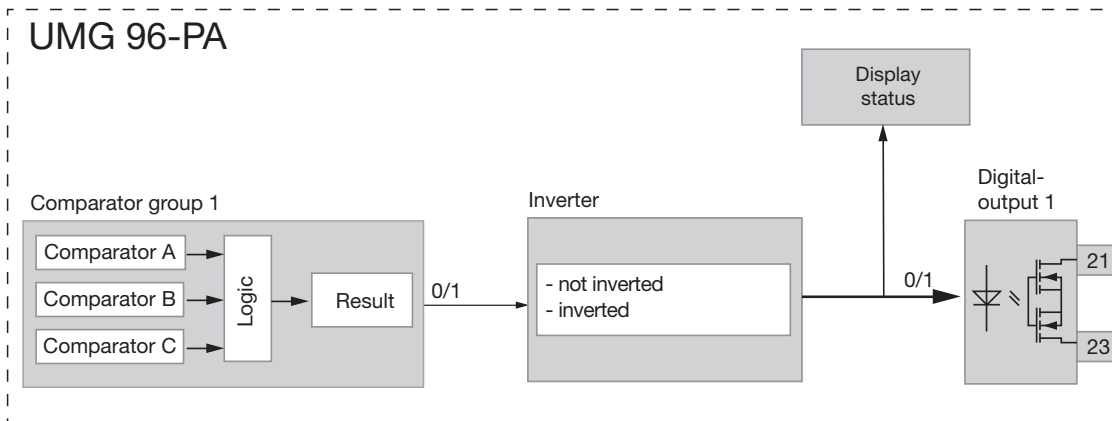 UMG 96-PA
Display
status
Digital-
output 1
Comparator group 1
Inverter
Comparator A
Comparator B
Comparator C
Logic
Result
0/1
- not inverted
- inverted
0/1
21
23